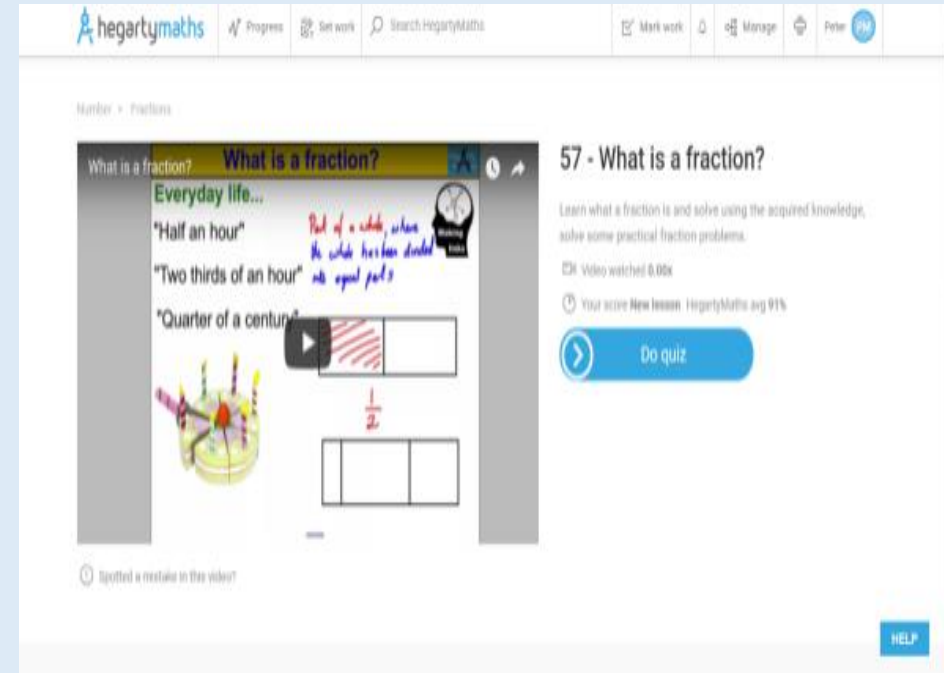 hegartymaths Progress Set work Search HegartyMaths Mark work Manage Peter PM
Number > Fractions
What is a fraction?
What is a fraction? A
Everyday life...
"Half an hour"
"Two thirds of an hour"
"Quarter of a century"
Part of a whole, where
the whole has been divided
into equal parts
1
2
57 - What is a fraction?
Learn what a fraction is and solve using the acquired knowledge,
solve some practical fraction problems.
Video watched 0.00x
Your score New lesson HegartyMaths avg 91%
Do quiz
Spotted a mistake in this video?
HELP